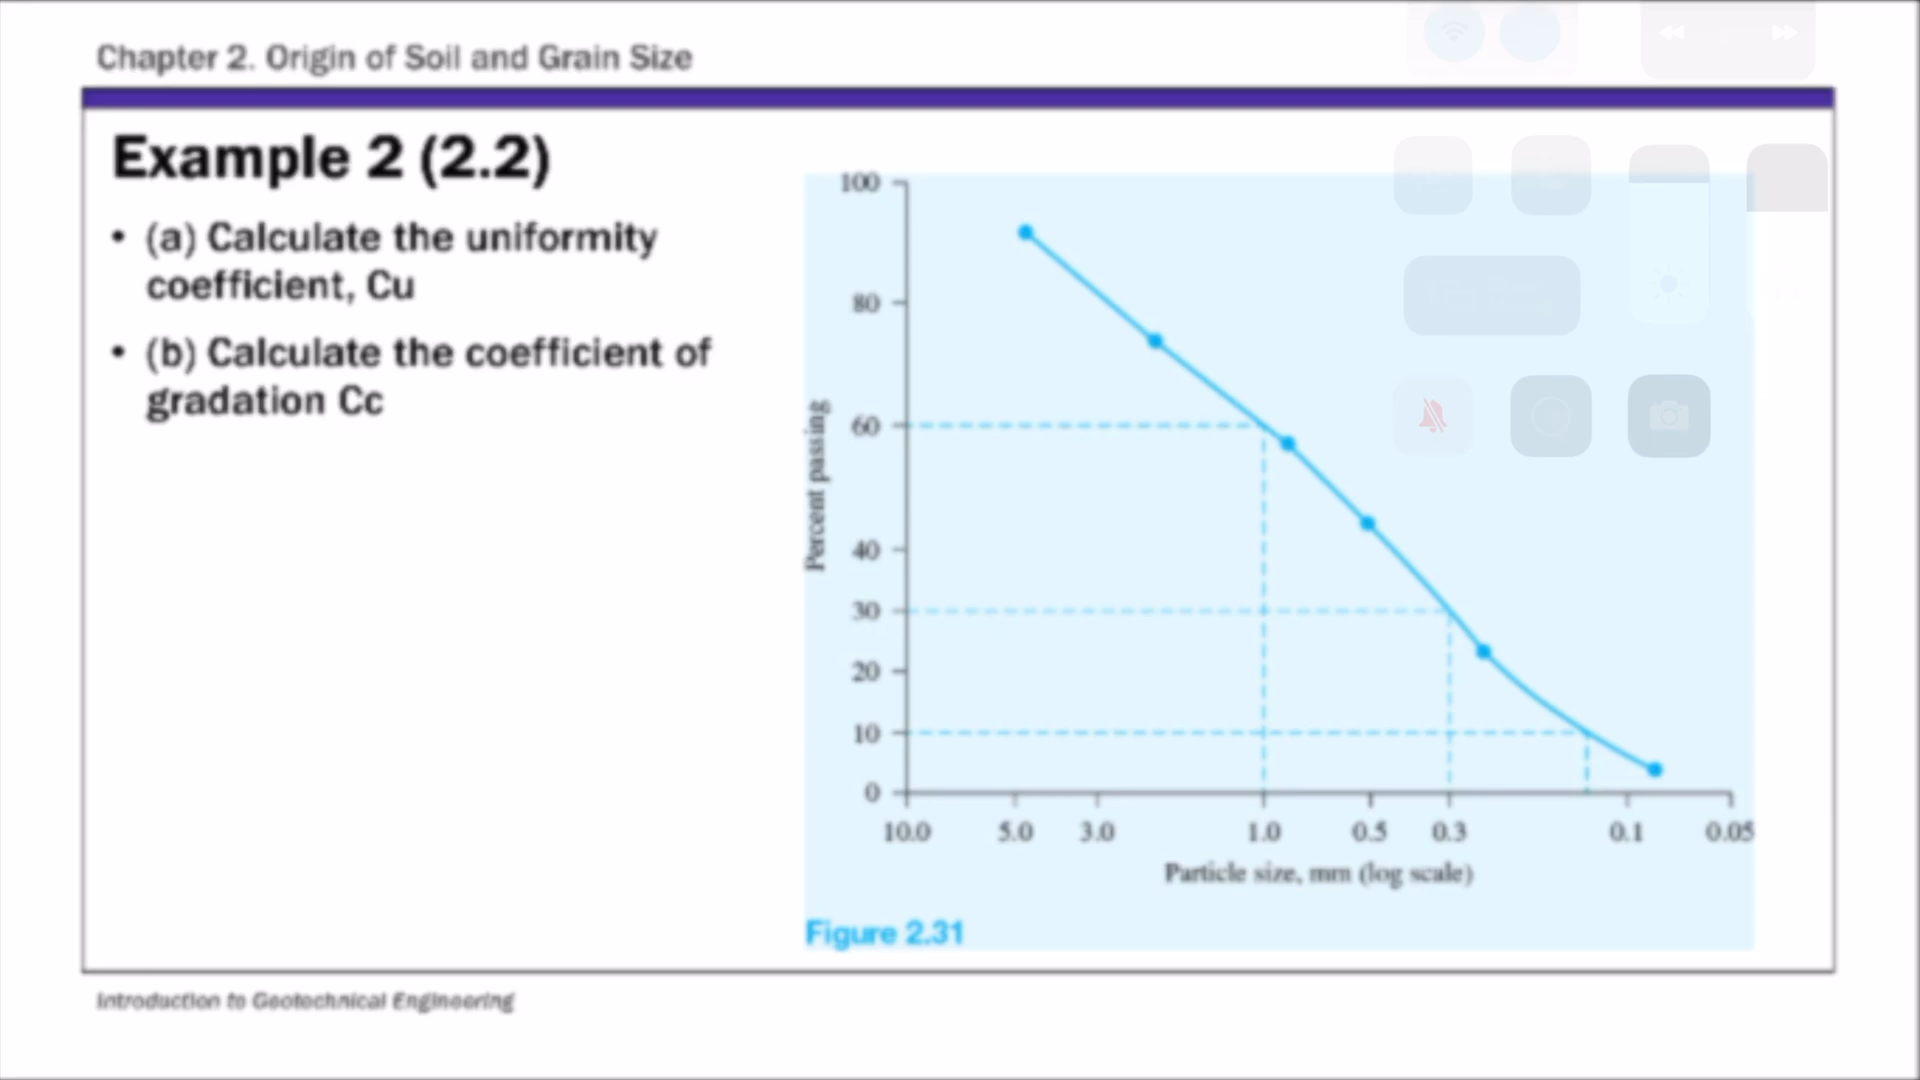 Chapter 2. Origin of Soil and Grain Size
Example 2 (2.2)
• (a) Calculate the uniformity
coefficient, Cu
• (b) Calculate the coefficient of
gradation Cc
100
80
60
40
30
20
10
0
Percent passing
10.0 5.0 3.0 1.0 0.5 0.3 0.1 0.05
Particle size, mm (log scale)
Figure 2.31
Introduction to Geotechnical Engineering